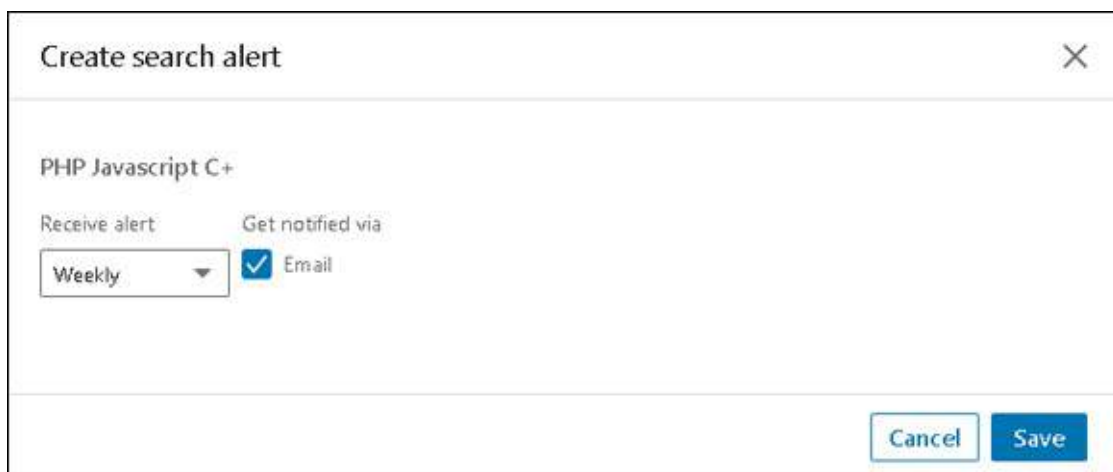 Create search alert
PHP Javascript C+
Receive alert
Get notified via
Weekly
Email
Cancel
Save